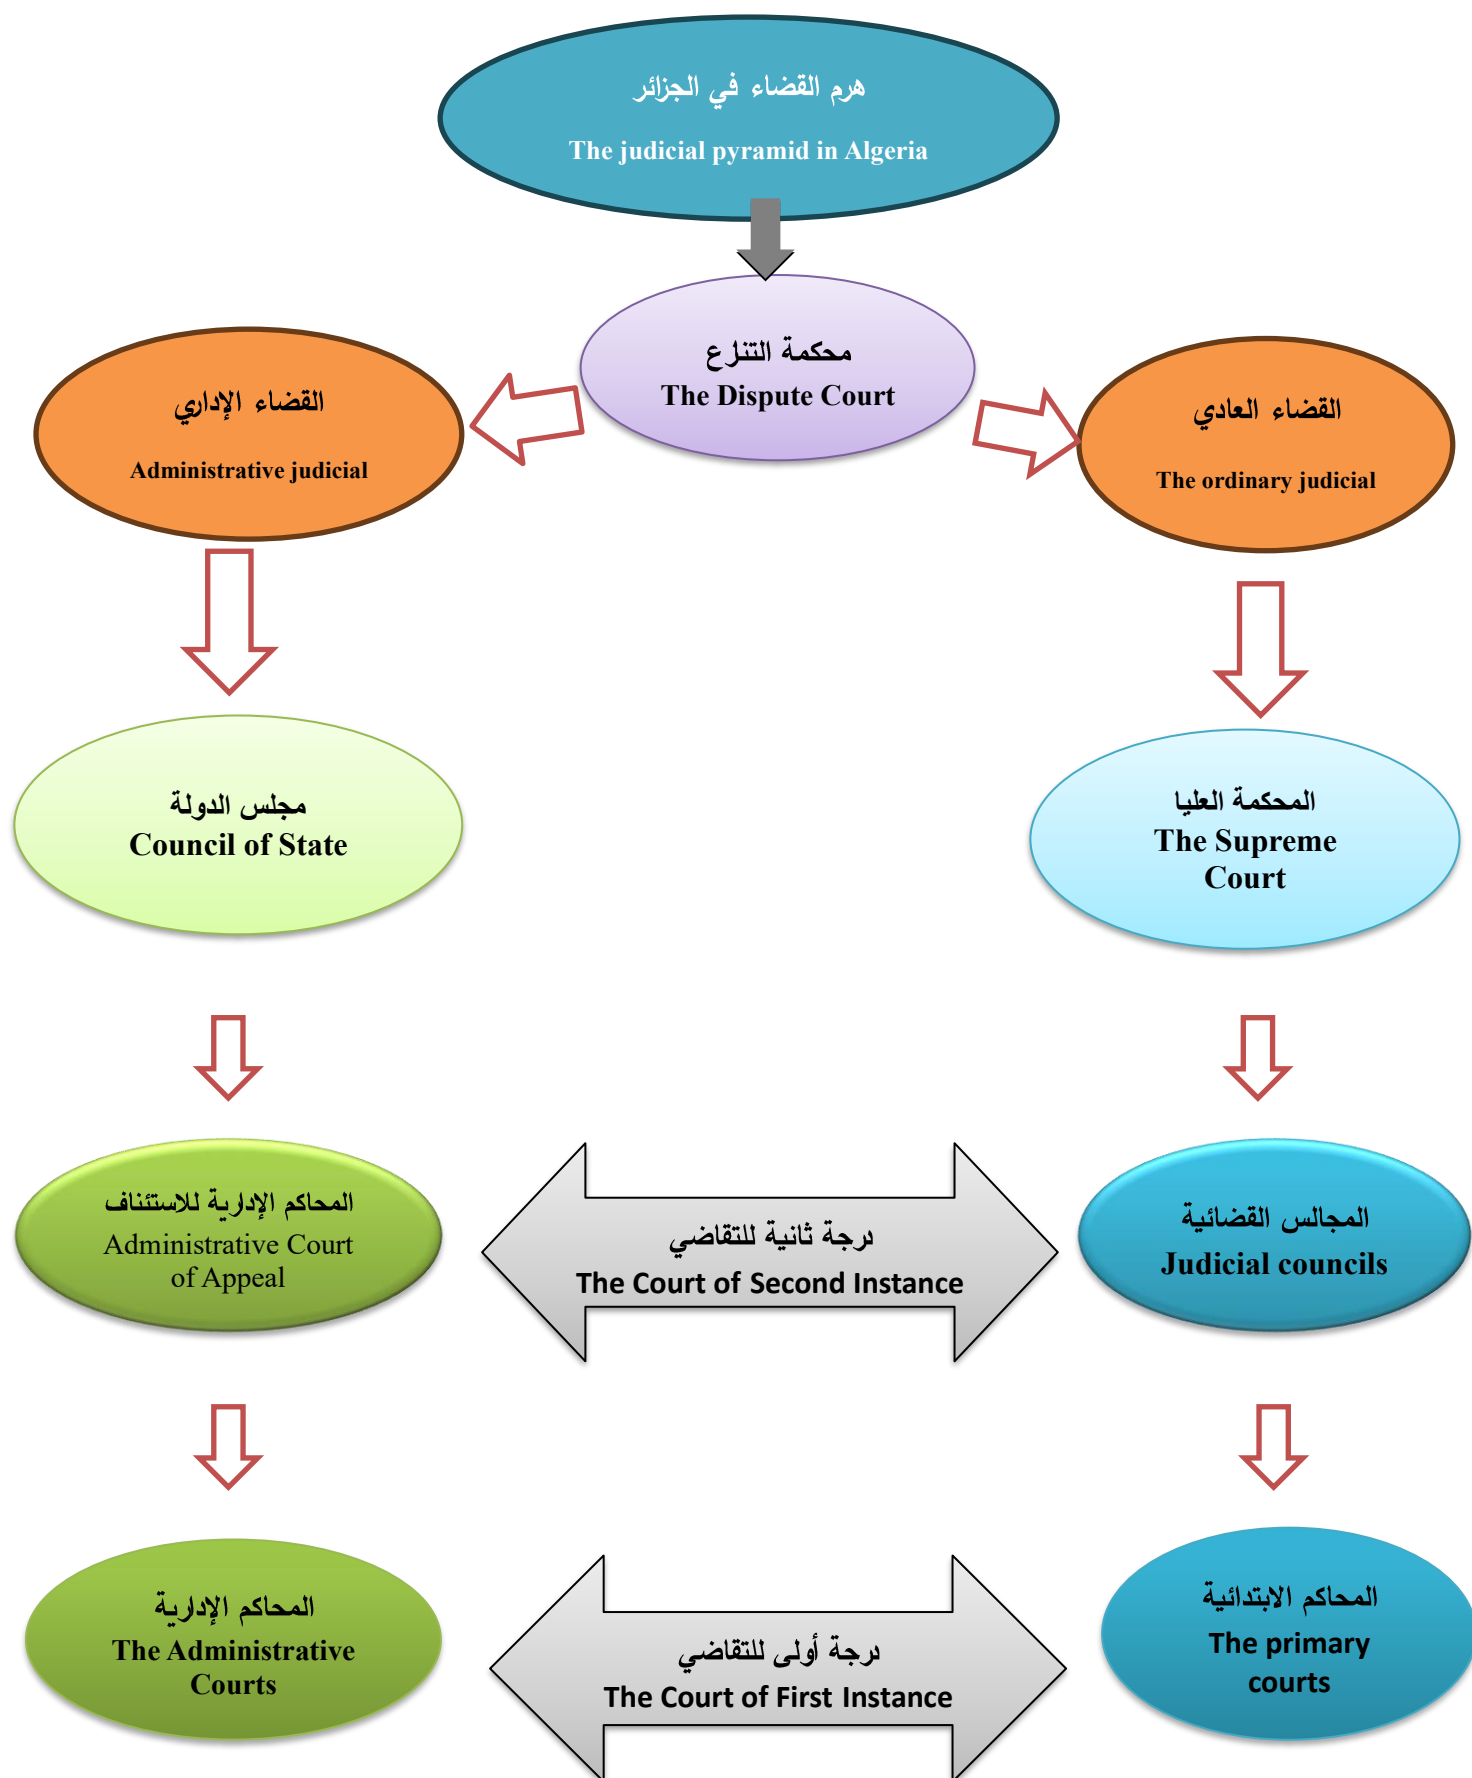 هرم القضاء في الجزائر
The judicial pyramid in Algeria
محكمة التنازع
The Dispute Court
القضاء الإداري
Administrative judicial
القضاء العادي
The ordinary judicial
مجلس الدولة
Council of State
المحكمة العليا
The Supreme
Court
المحاكم الإدارية للاستئناف
Administrative Court
of Appeal
درجة ثانية للتقاضي
The Court of Second Instance
المجالس القضائية
Judicial councils
المحاكم الإدارية
The Administrative
Courts
درجة أولى للتقاضي
The Court of First Instance
المحاكم الابتدائية
The primary
courts